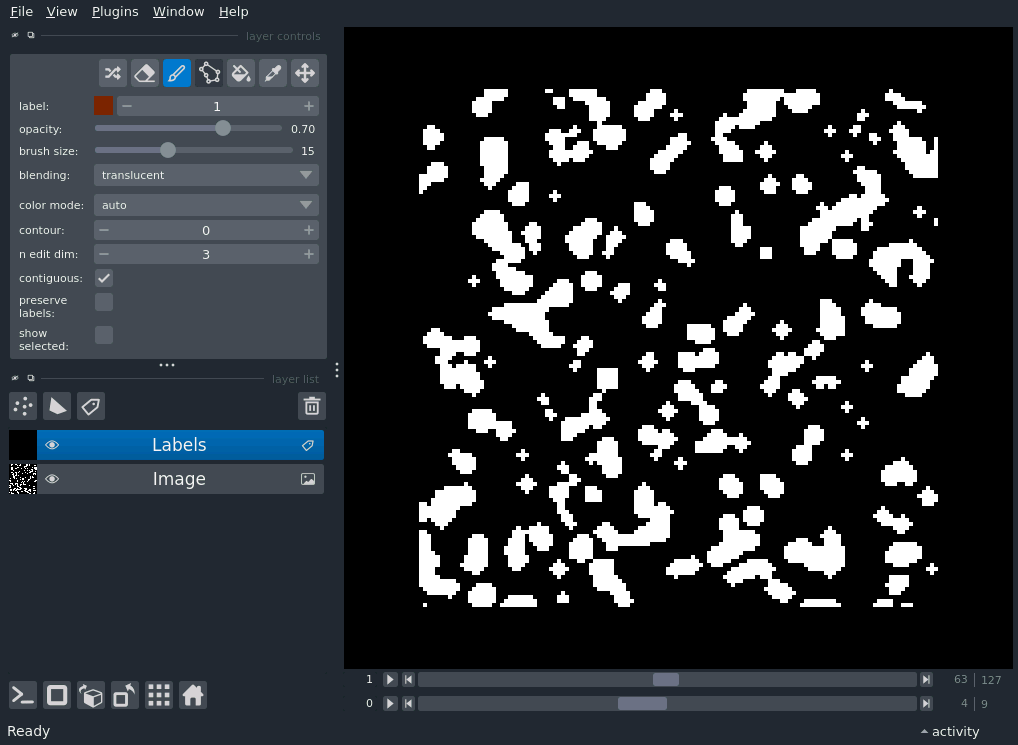 File View Plugins Window Help
layer controls
label: 1
opacity: 0.70
brush size: 15
blending: translucent
color mode: auto
contour: 0
n edit dim: 3
contiguous:
preserve
labels:
show
selected:
layer list
Labels
Image
1 63 127
0 4 9
Ready activity